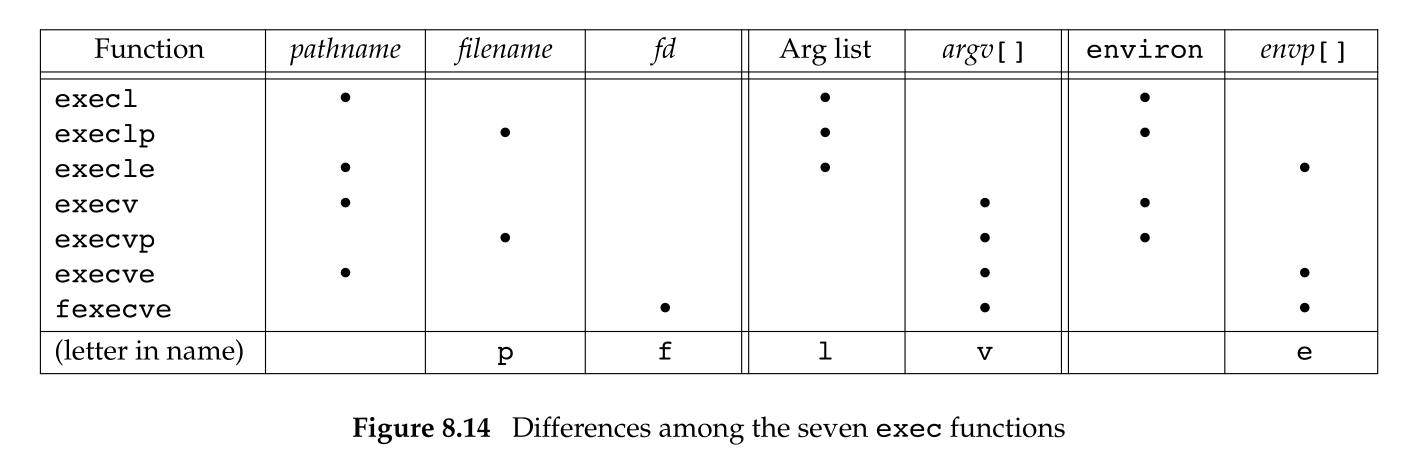 Function pathname filename fd Arg list argv[] environ envp[]
execl • • •
execlp • • •
execle • • •
execv • • •
execvp • • •
execve • • •
fexecve • • •
(letter in name) p f l v e
Figure 8.14 Differences among the seven exec functions